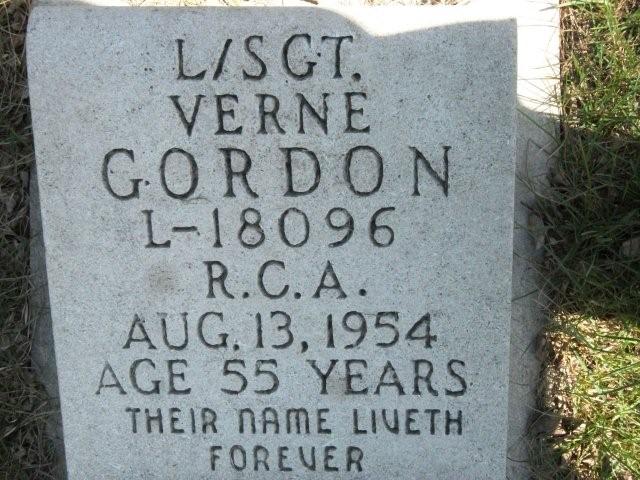 L/SGT.
VERNE
GORDON
L-18096
R.C.A.
AUG. 13, 1954
AGE 55 YEARS
THEIR NAME LIVETH
FOREVER